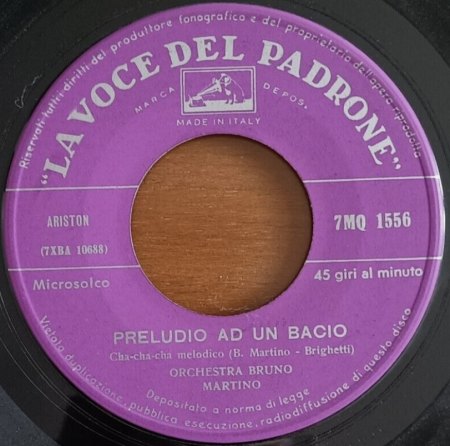 Riservati tutti i diritti del produttore fonografico e del proprietario dell'opera riprodotta
"LA VOCE DEL PADRONE"
MARCA DEPOS.
MADE IN ITALY
ARISTON
7MQ 1556
(7XBA 10688)
Microsolco
45 giri al minuto
PRELUDIO AD UN BACIO
Cha-cha-chá melodico (B. Martino - Brighetti)
ORCHESTRA BRUNO
MARTINO
Depositato a norma di legge
Vietata duplicazione, pubblica esecuzione, radiodiffusione di questo disco